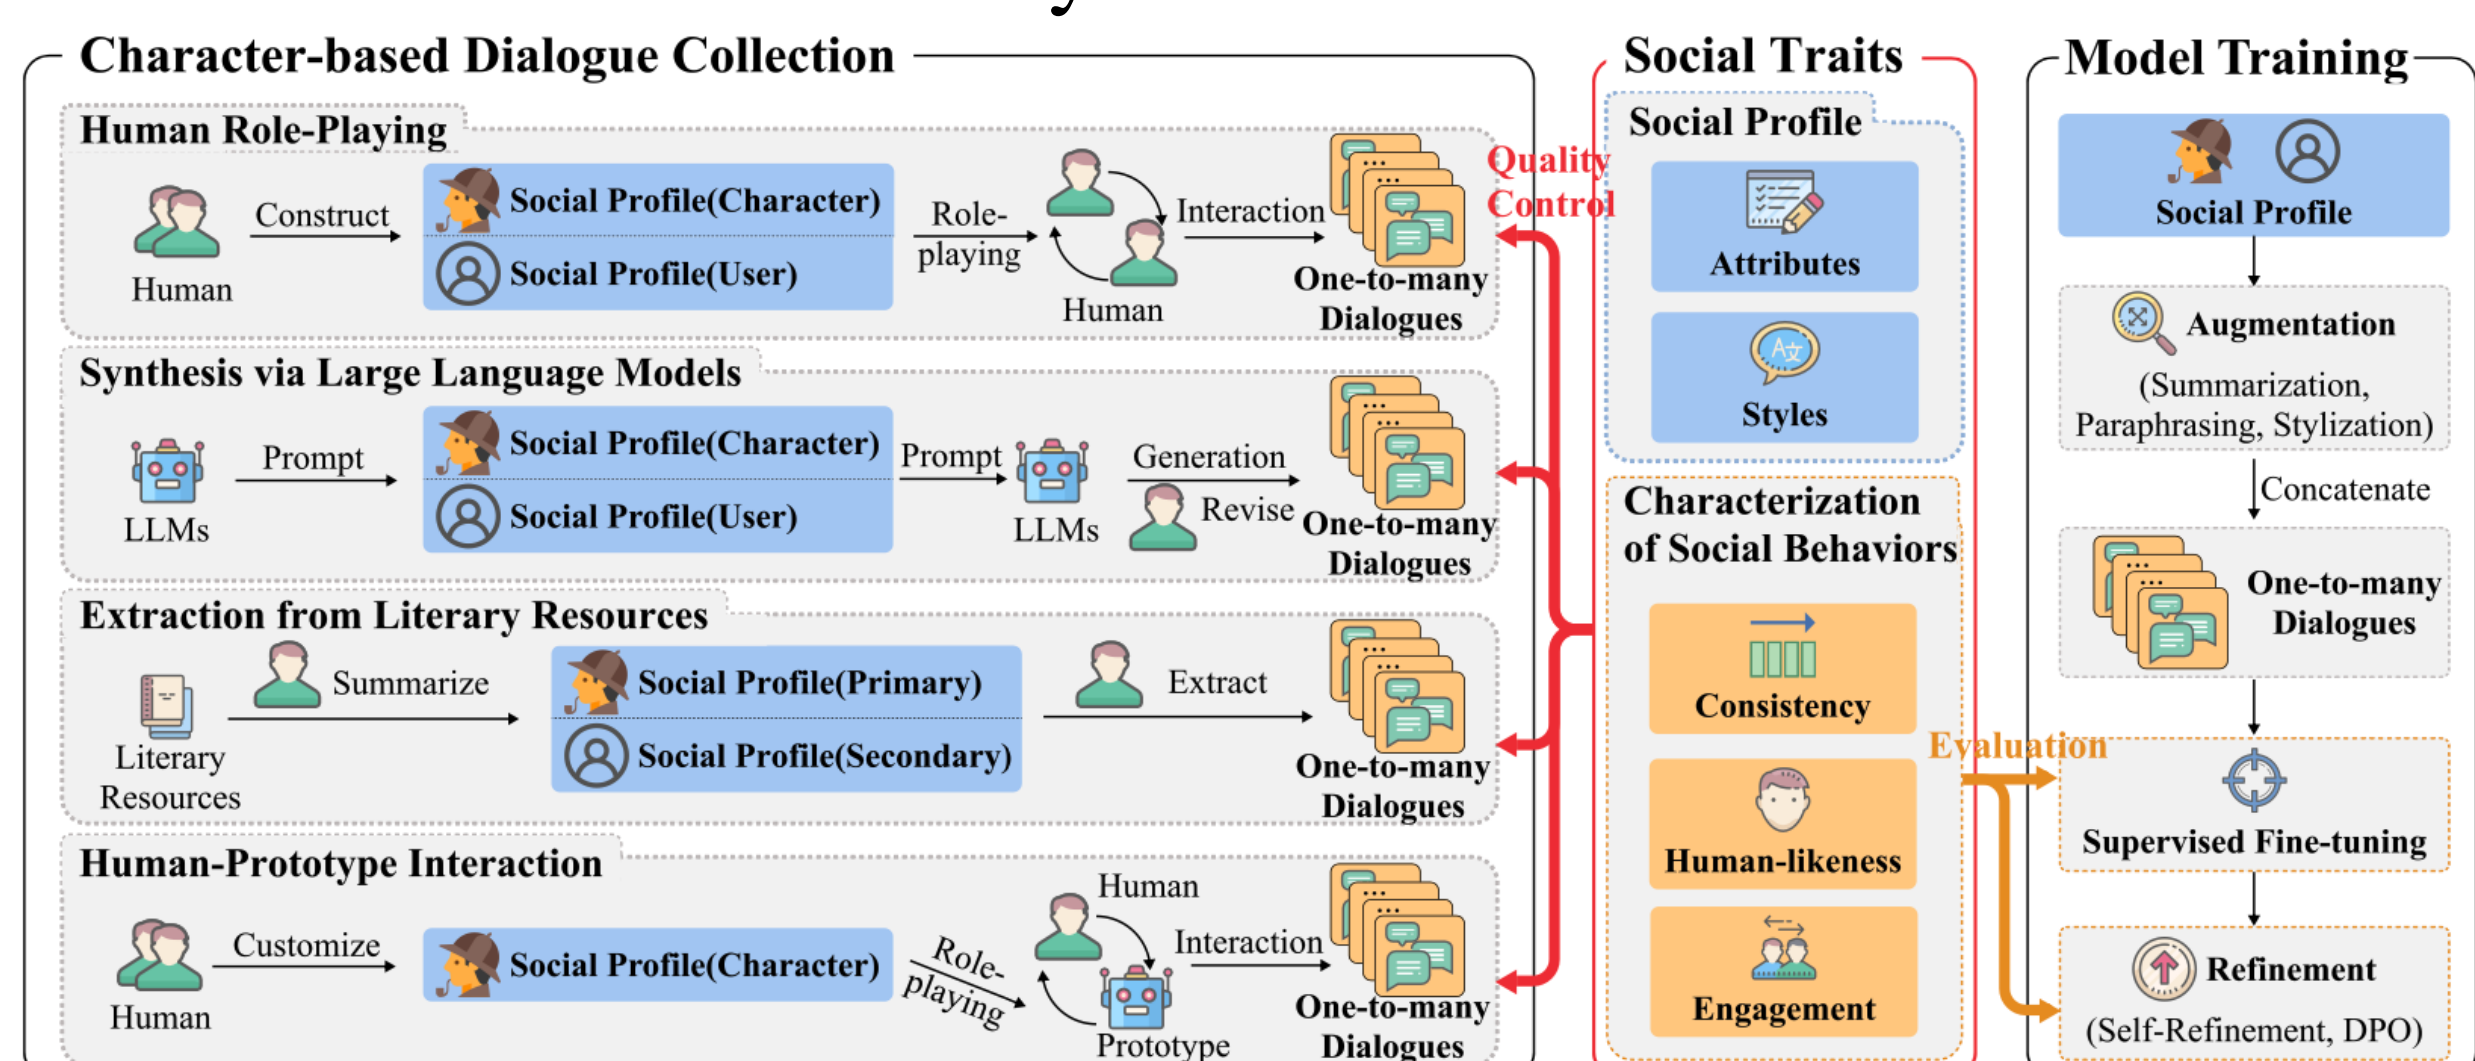 Character-based Dialogue Collection
Human Role-Playing
Human
Construct
Social Profile(Character)
Social Profile(User)
Role-
playing
Human
Interaction
One-to-many
Dialogues
Synthesis via Large Language Models
LLMs
Prompt
Social Profile(Character)
Social Profile(User)
Prompt
LLMs
Generation
Revise
One-to-many
Dialogues
Extraction from Literary Resources
Literary
Resources
Summarize
Social Profile(Primary)
Social Profile(Secondary)
Extract
One-to-many
Dialogues
Human-Prototype Interaction
Human
Customize
Social Profile(Character)
Role-
playing
Human
Prototype
Interaction
One-to-many
Dialogues
Quality
Control
Social Traits
Social Profile
Attributes
Styles
Characterization
of Social Behaviors
Consistency
Human-likeness
Engagement
Evaluation
Model Training
Social Profile
Augmentation
(Summarization,
Paraphrasing, Stylization)
Concatenate
One-to-many
Dialogues
Supervised Fine-tuning
Refinement
(Self-Refinement, DPO)